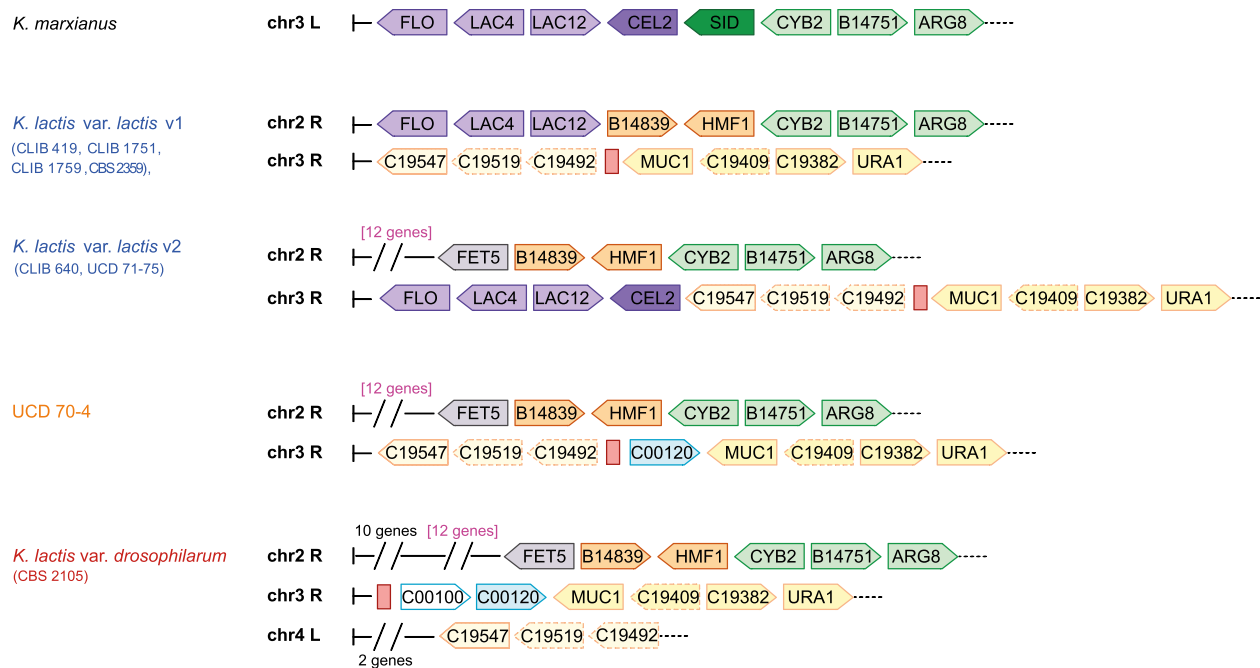 K. marxianus chr3 L FLO LAC4 LAC12 CEL2 SID CYB2 B14751 ARG8
K. lactis var. lactis v1 chr2 R FLO LAC4 LAC12 B14839 HMF1 CYB2 B14751 ARG8
(CLIB 419, CLIB 1751,
CLIB 1759, CBS2359), chr3 R C19547 C19519 C19492 MUC1 C19409 C19382 URA1
[12 genes]
K. lactis var. lactis v2 chr2 R FET5 B14839 HMF1 CYB2 B14751 ARG8
(CLIB 640, UCD 71-75)
chr3 R FLO LAC4 LAC12 CEL2 C19547 C19519 C19492 MUC1 C19409 C19382 URA1
[12 genes]
UCD 70-4 chr2 R FET5 B14839 HMF1 CYB2 B14751 ARG8
chr3 R C19547 C19519 C19492 C00120 MUC1 C19409 C19382 URA1
10 genes [12 genes]
K. lactis var. drosophilarum chr2 R FET5 B14839 HMF1 CYB2 B14751 ARG8
(CBS 2105)
chr3 R C00100 C00120 MUC1 C19409 C19382 URA1
chr4 L C19547 C19519 C19492
2 genes